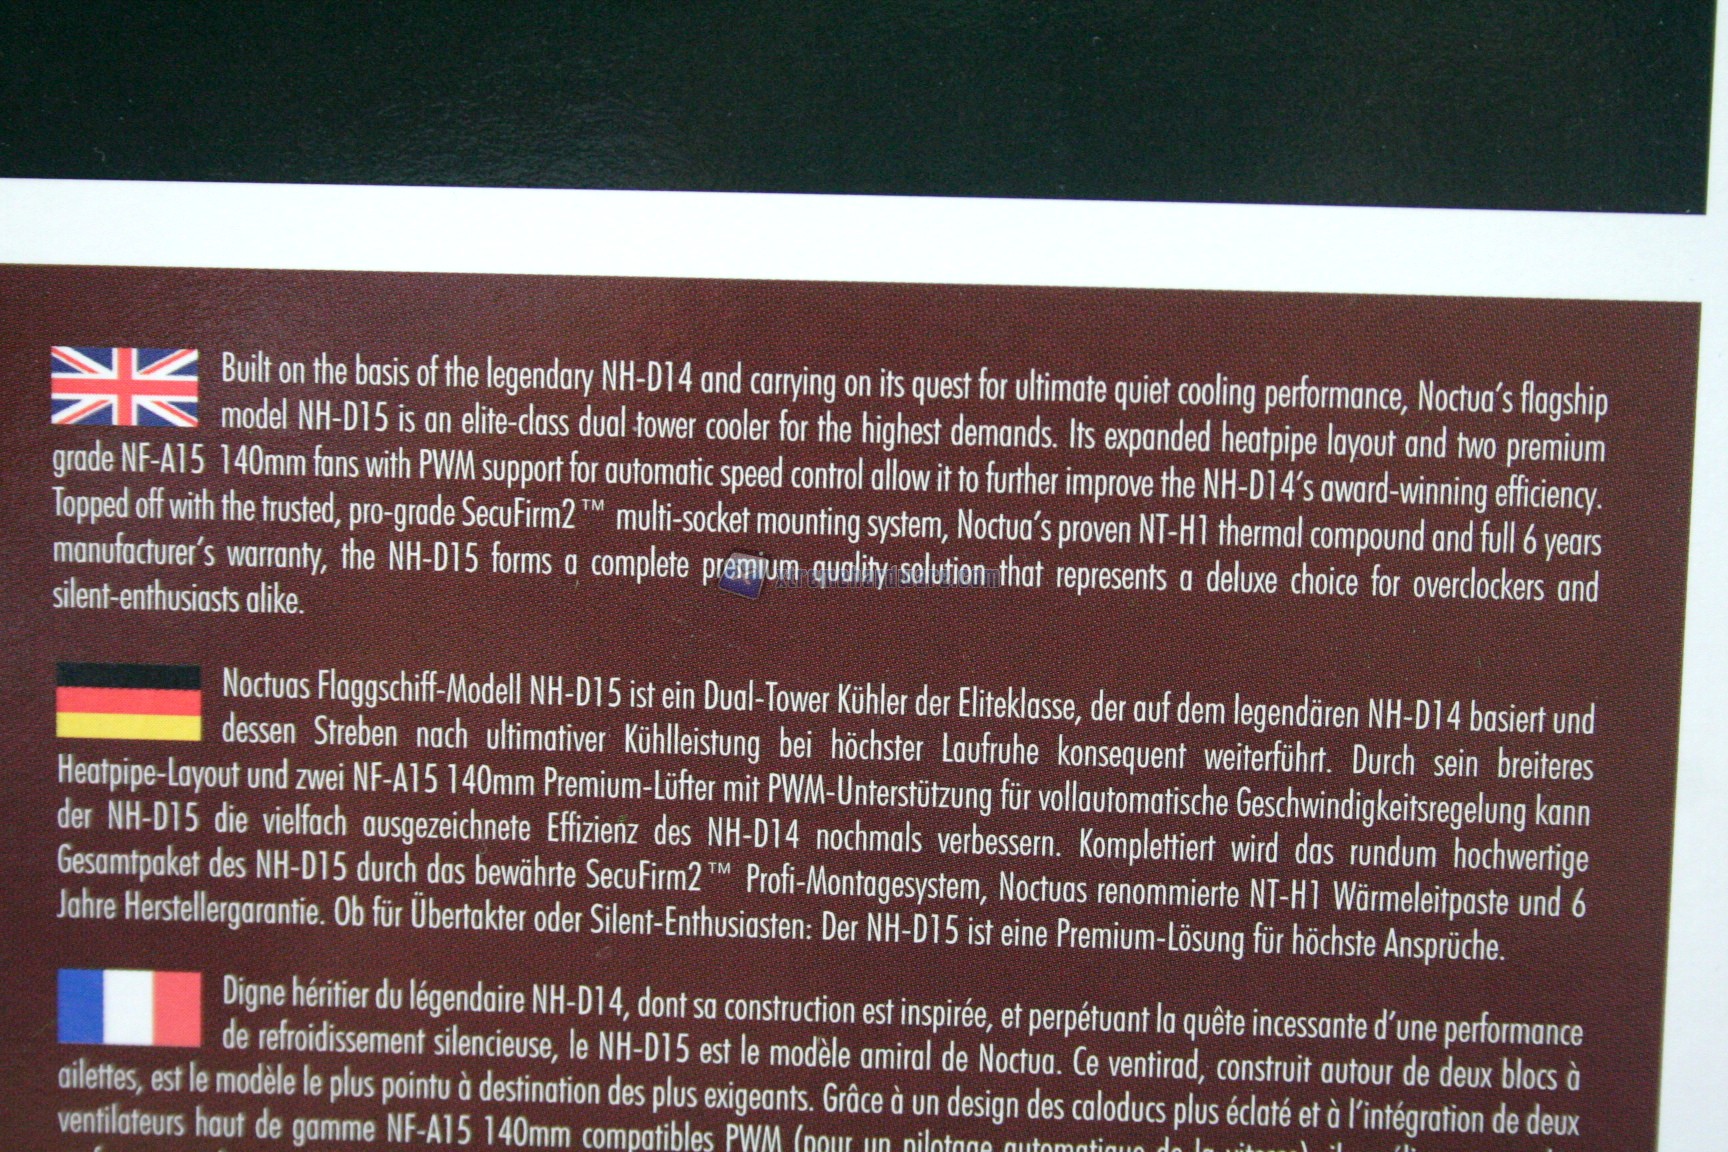 Built on the basis of the legendary NH-D14 and carrying on its quest for ultimate quiet cooling performance, Noctua's flagship
model NH-D15 is an elite-class dual tower cooler for the highest demands. Its expanded heatpipe layout and two premium
grade NF-A15 140mm fans with PWM support for automatic speed control allow it to further improve the NH-D14's award-winning efficiency.
Topped off with the trusted, pro-grade SecuFirm2™ multi-socket mounting system, Noctua's proven NT-H1 thermal compound and full 6 years
manufacturer's warranty, the NH-D15 forms a complete premium quality solution that represents a deluxe choice for overclockers and
xtremehardware.com
silent-enthusiasts alike.
Noctuas Flaggschiff-Modell NH-D15 ist ein Dual-Tower Kühler der Eliteklasse, der auf dem legendären NH-D14 basiert und
dessen Streben nach ultimativer Kühlleistung bei höchster Laufruhe konsequent weiterführt. Durch sein breiteres
Heatpipe-Layout und zwei NF-A15 140mm Premium-Lüfter mit PWM-Unterstützung für vollautomatische Geschwindigkeitsregelung kann
der NH-D15 die vielfach ausgezeichnete Effizienz des NH-D14 nochmals verbessern. Komplettiert wird das rundum hochwertige
Gesamtpaket des NH-D15 durch das bewährte SecuFirm2™ Profi-Montagesystem, Noctuas renommierte NT-H1 Wärmeleitpaste und 6
Jahre Herstellergarantie. Ob für Übertakter oder Silent-Enthusiasten: Der NH-D15 ist eine Premium-Lösung für höchste Ansprüche.
Digne héritier du légendaire NH-D14, dont sa construction est inspirée, et perpétuant la quête incessante d'une performance
de refroidissement silencieuse, le NH-D15 est le modèle amiral de Noctua. Ce ventirad, construit autour de deux blocs à
ailettes, est le modèle le plus pointu à destination des plus exigeants. Grâce à un design des caloducs plus éclaté et à l'intégration de deux
ventilateurs haut de gamme NF-A15 140mm compatibles PWM (pour un pilotage automatique de la